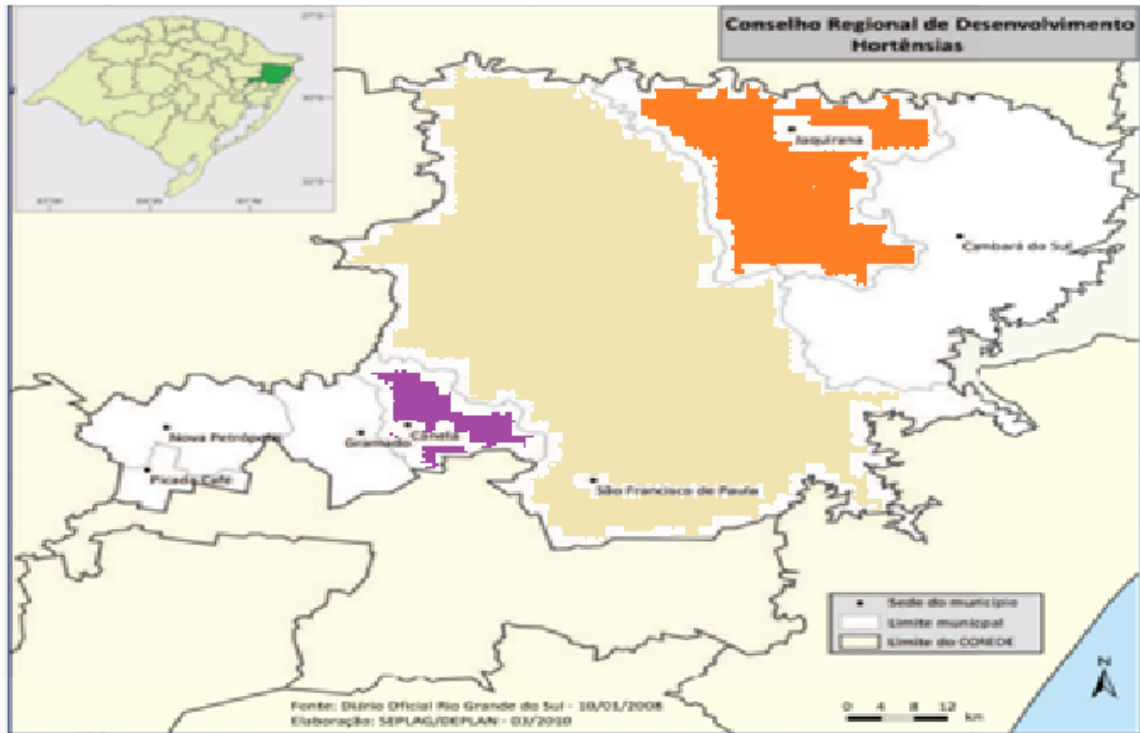 Conselho Regional de Desenvolvimento
Hortênsias
Jaquirana
Cambará do Sul
Nova Petrópolis
Gramado
Canela
Picada Café
São Francisco de Paula
Sede do município
Limite municpal
Limite do COREDE
Fonte: Diário Oficial Rio Grande do Sul - 10/01/2008
Elaboração: SEPLAG/DEPLAN - 03/2010
N
0 4 8 12
km